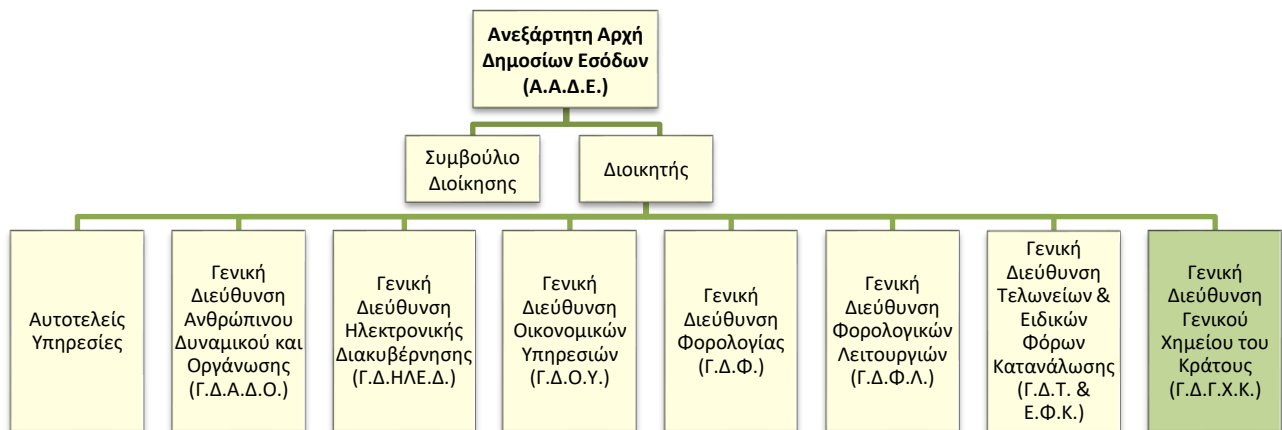 Ανεξάρτητη Αρχή
Δημοσίων Εσόδων
(Α.Α.Δ.Ε.)
Συμβούλιο
Διοίκησης
Διοικητής
Αυτοτελείς
Υπηρεσίες
Γενική
Διεύθυνση
Ανθρώπινου
Δυναμικού και
Οργάνωσης
(Γ.Δ.Α.Δ.Ο.)
Γενική
Διεύθυνση
Ηλεκτρονικής
Διακυβέρνησης
(Γ.Δ.ΗΛΕ.Δ.)
Γενική
Διεύθυνση
Οικονομικών
Υπηρεσιών
(Γ.Δ.Ο.Υ.)
Γενική
Διεύθυνση
Φορολογίας
(Γ.Δ.Φ.)
Γενική
Διεύθυνση
Φορολογικών
Λειτουργιών
(Γ.Δ.Φ.Λ.)
Γενική
Διεύθυνση
Τελωνείων &
Ειδικών
Φόρων
Κατανάλωσης
(Γ.Δ.Τ. &
Ε.Φ.Κ.)
Γενική
Διεύθυνση
Γενικού
Χημείου του
Κράτους
(Γ.Δ.Γ.Χ.Κ.)